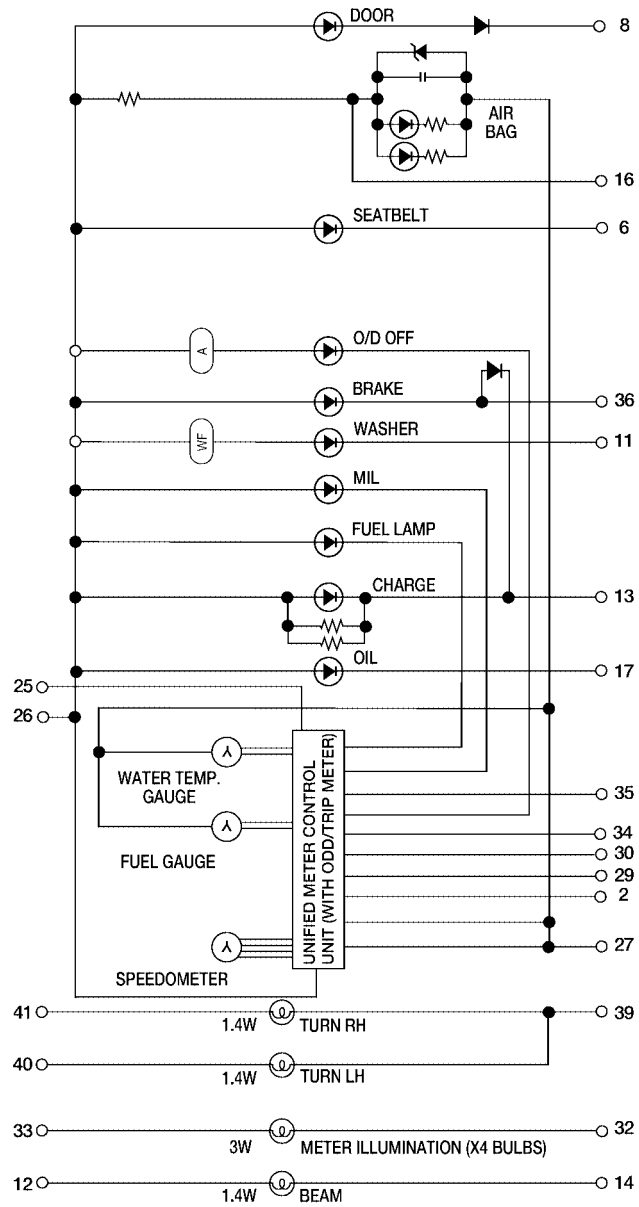 DOOR
8
AIR
BAG
16
SEATBELT
6
O/D OFF
A
BRAKE
36
WASHER
11
WF
MIL
FUEL LAMP
CHARGE
13
OIL
17
25
26
WATER TEMP.
GAUGE
FUEL GAUGE
SPEEDOMETER
UNIFIED METER CONTROL
UNIT (WITH ODD/TRIP METER)
35
34
30
29
2
27
41
1.4W
TURN RH
39
40
1.4W
TURN LH
33
3W
METER ILLUMINATION (X4 BULBS)
32
12
1.4W
BEAM
14